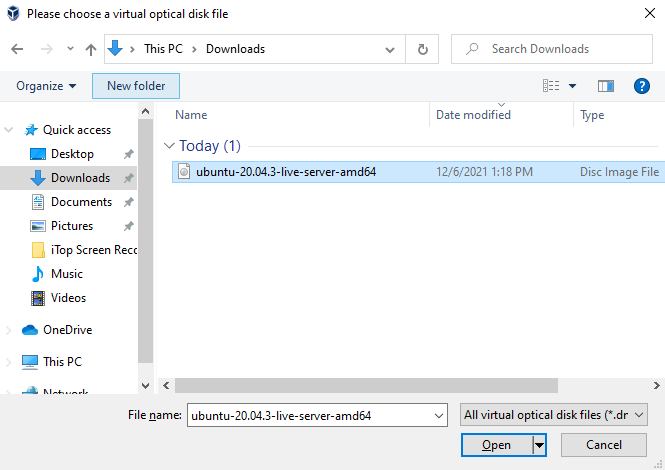 Please choose a virtual optical disk file
This PC > Downloads
Search Downloads
Organize
New folder
Name
Date modified
Type
Quick access
Desktop
Downloads
Documents
Pictures
iTop Screen Reco
Music
Videos
OneDrive
This PC
Network
Today (1)
ubuntu-20.04.3-live-server-amd64 12/6/2021 1:18 PM Disc Image File
File name: ubuntu-20.04.3-live-server-amd64
All virtual optical disk files (*.dm
Open
Cancel